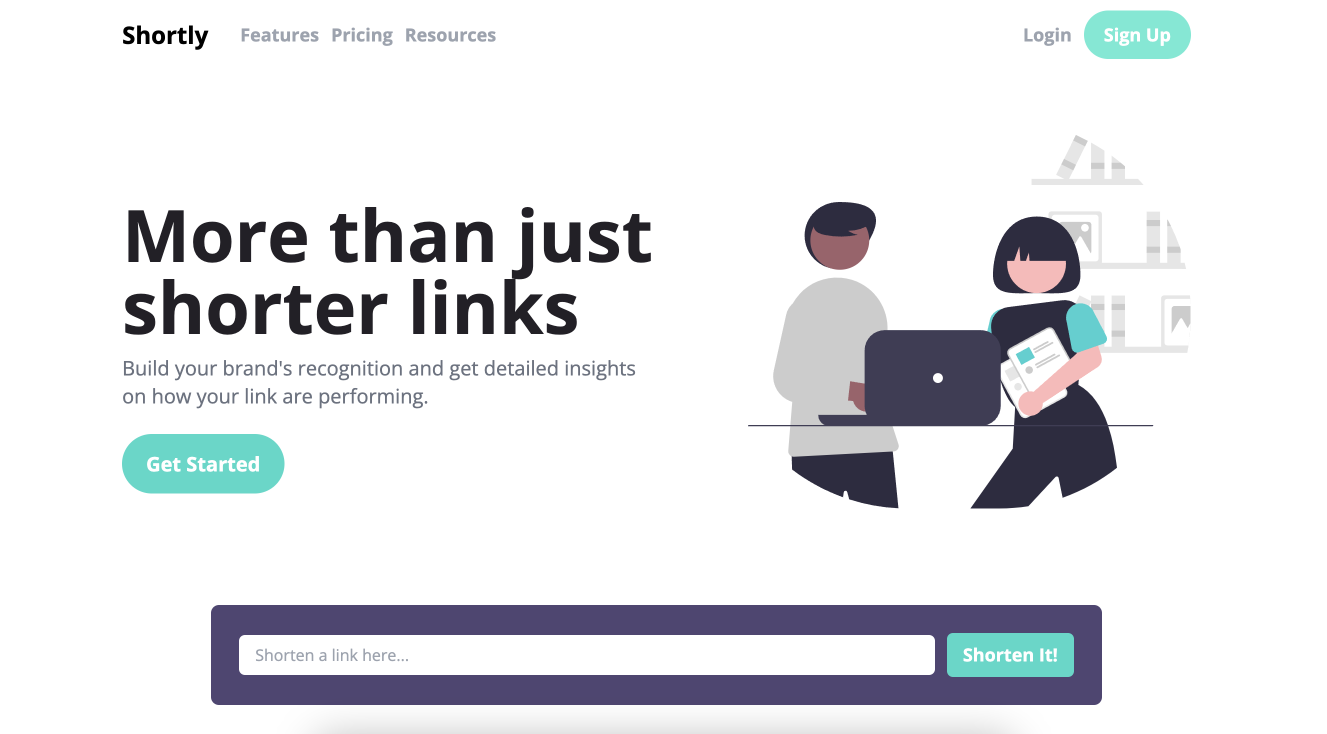 Shortly Features Pricing Resources Login Sign Up
More than just
shorter links
Build your brand's recognition and get detailed insights
on how your link are performing.
Get Started
Shorten a link here...
Shorten It!